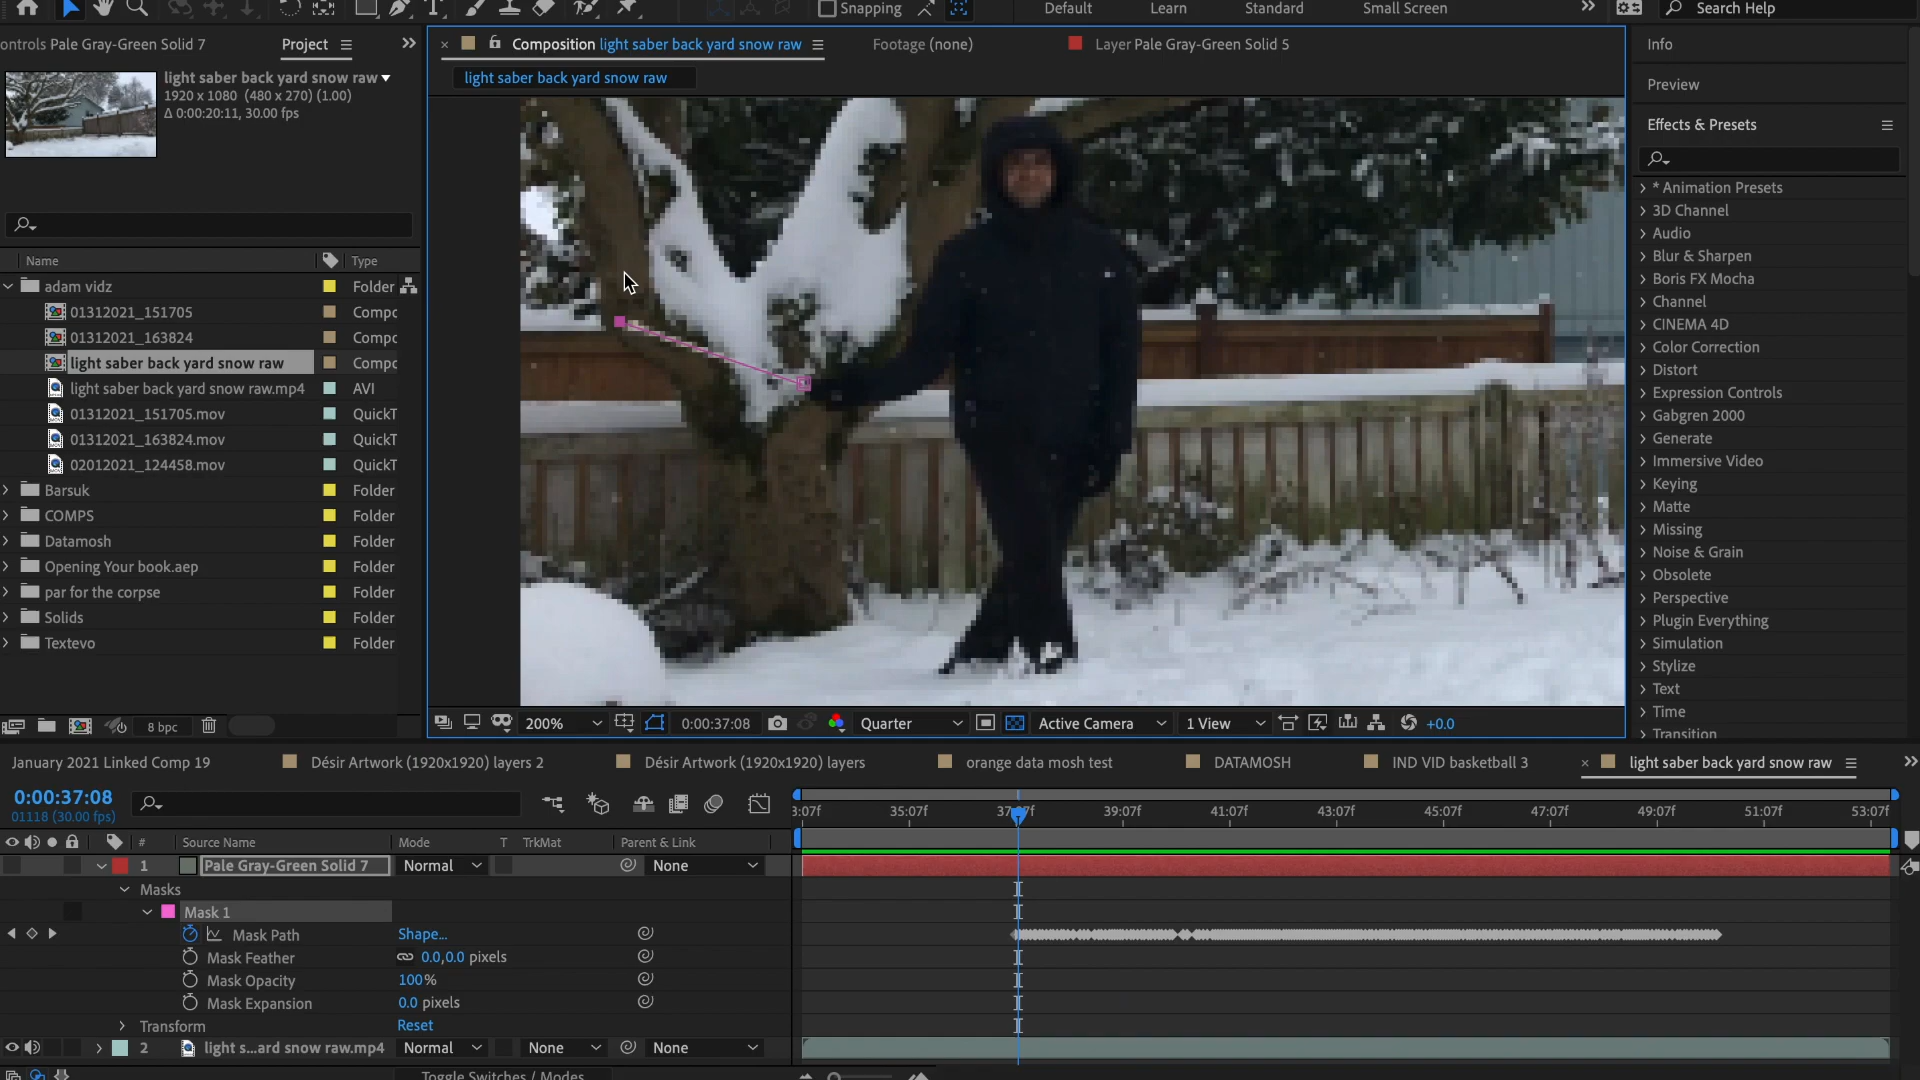 Snapping
Default
Learn
Standard
Small Screen
Search Help
ontrols Pale Gray-Green Solid 7
Project
Composition light saber back yard snow raw
Footage (none)
Layer Pale Gray-Green Solid 5
light saber back yard snow raw
light saber back yard snow raw
1920 x 1080 (480 x 270) (1.00)
Δ 0:00:20:11, 30.00 fps
Name
Type
adam vidz Folder
01312021_151705 Compo
01312021_163824 Compo
light saber back yard snow raw Compo
light saber back yard snow raw.mp4 AVI
01312021_151705.mov QuickT
01312021_163824.mov QuickT
02012021_124458.mov QuickT
Barsuk Folder
COMPS Folder
Datamosh Folder
Opening Your book.aep Folder
par for the corpse Folder
Solids Folder
Textevo Folder
8 bpc
200%
0:00:37:08
Quarter
Active Camera
1 View
+0.0
Info
Preview
Effects & Presets
* Animation Presets
3D Channel
Audio
Blur & Sharpen
Boris FX Mocha
Channel
CINEMA 4D
Color Correction
Distort
Expression Controls
Gabgren 2000
Generate
Immersive Video
Keying
Matte
Missing
Noise & Grain
Obsolete
Perspective
Plugin Everything
Simulation
Stylize
Text
Time
Transition
January 2021 Linked Comp 19
Désir Artwork (1920x1920) layers 2
Désir Artwork (1920x1920) layers
orange data mosh test
DATAMOSH
IND VID basketball 3
light saber back yard snow raw
0:00:37:08
01118 (30.00 fps)
3:07f 35:07f 37:07f 39:07f 41:07f 43:07f 45:07f 47:07f 49:07f 51:07f 53:07f
# Source Name Mode T TrkMat Parent & Link
1 Pale Gray-Green Solid 7 Normal None
Masks
Mask 1
Mask Path Shape...
Mask Feather 0.0,0.0 pixels
Mask Opacity 100%
Mask Expansion 0.0 pixels
Transform Reset
2 light s...ard snow raw.mp4 Normal None None
Toggle Switches / Modes